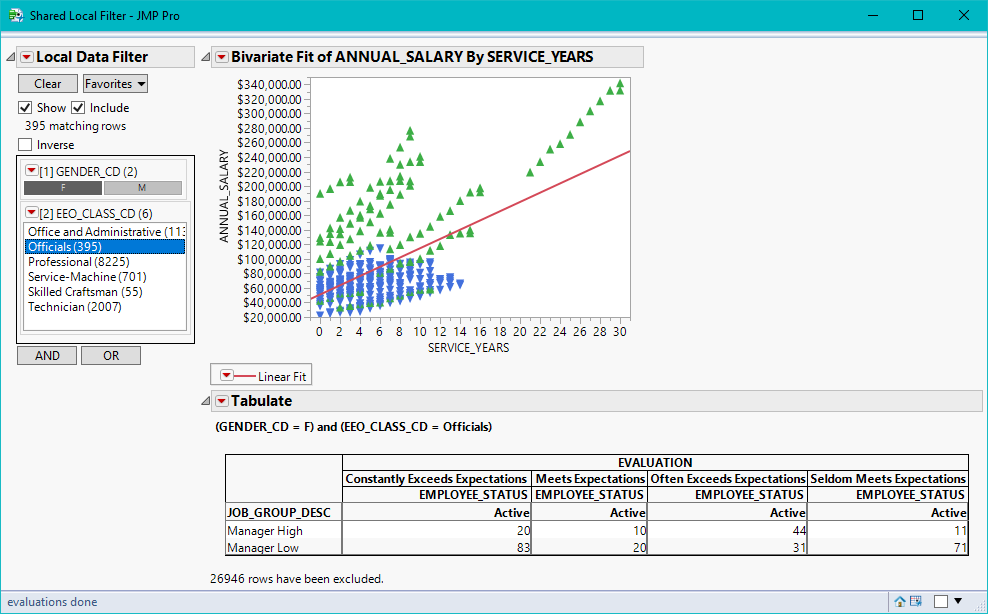 Shared Local Filter - JMP Pro
Local Data Filter
Clear Favorites
Show Include
395 matching rows
Inverse
[1] GENDER_CD (2)
F M
[2] EEO_CLASS_CD (6)
Office and Administrative (113
Officials (395)
Professional (8225)
Service-Machine (701)
Skilled Craftsman (55)
Technician (2007)
AND OR
Bivariate Fit of ANNUAL_SALARY By SERVICE_YEARS
ANNUAL_SALARY
$340,000.00
$320,000.00
$300,000.00
$280,000.00
$260,000.00
$240,000.00
$220,000.00
$200,000.00
$180,000.00
$160,000.00
$140,000.00
$120,000.00
$100,000.00
$80,000.00
$60,000.00
$40,000.00
$20,000.00
0 2 4 6 8 10 12 14 16 18 20 22 24 26 28 30
SERVICE_YEARS
Linear Fit
Tabulate
(GENDER_CD = F) and (EEO_CLASS_CD = Officials)
EVALUATION
Constantly Exceeds Expectations Meets Expectations Often Exceeds Expectations Seldom Meets Expectations
EMPLOYEE_STATUS EMPLOYEE_STATUS EMPLOYEE_STATUS EMPLOYEE_STATUS
JOB_GROUP_DESC Active Active Active Active
Manager High 20 10 44 11
Manager Low 83 20 31 71
26946 rows have been excluded.
evaluations done